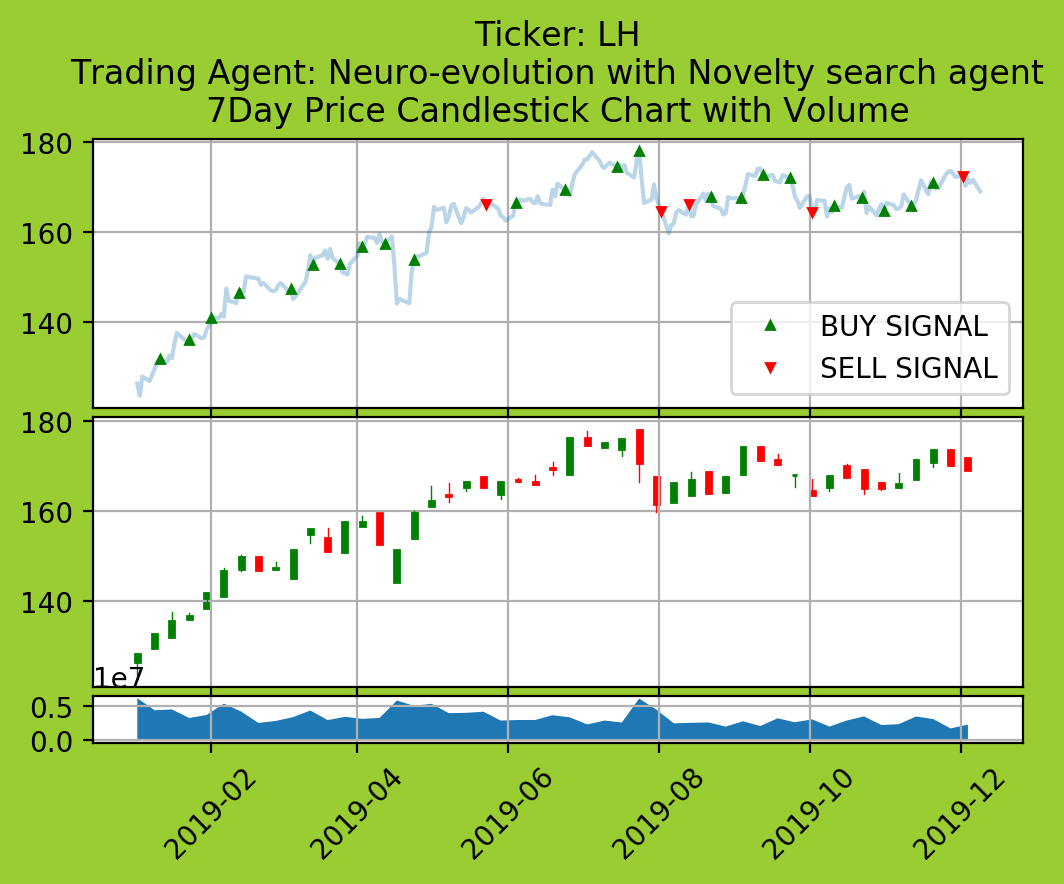 Ticker: LH
Trading Agent: Neuro-evolution with Novelty search agent
7Day Price Candlestick Chart with Volume
180
160
140
BUY SIGNAL
SELL SIGNAL
180
160
140
1e7
0.5
0.0
2019-02
2019-04
2019-06
2019-08
2019-10
2019-12